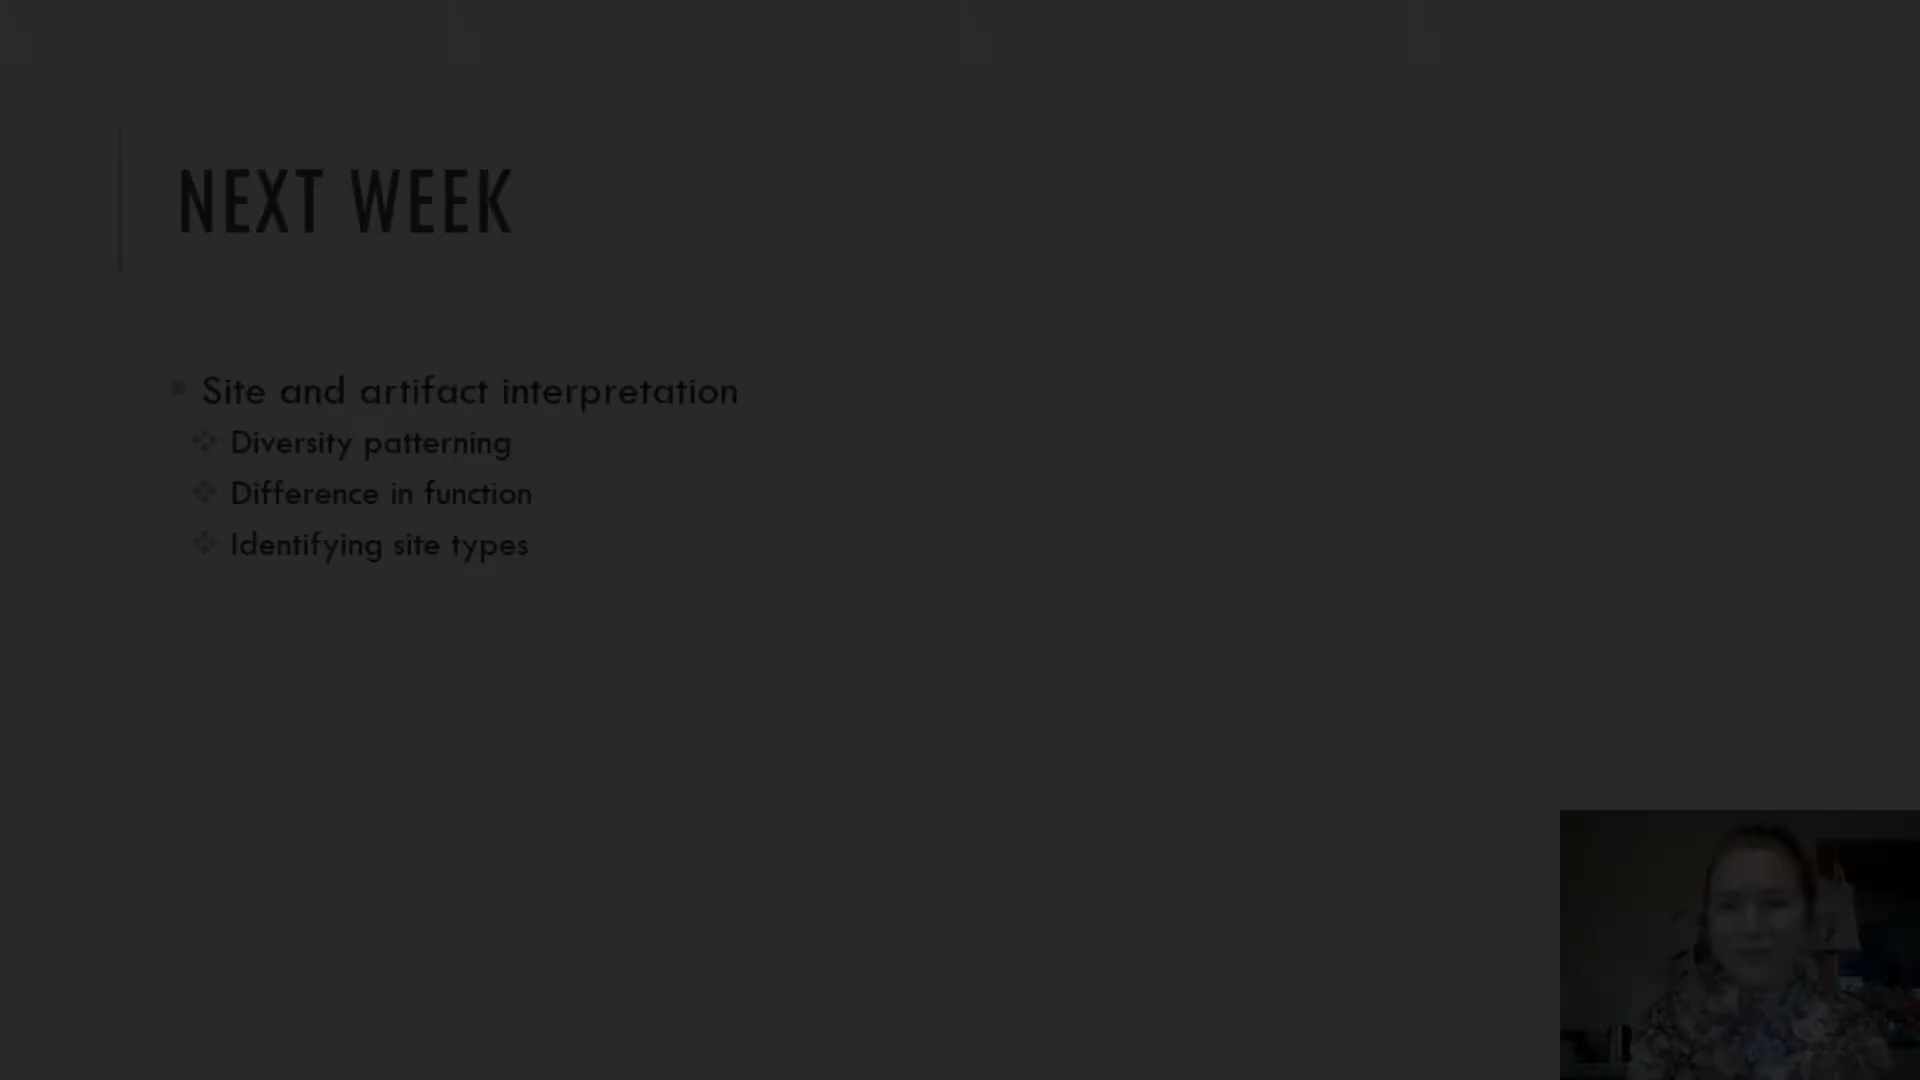 NEXT WEEK
Site and artifact interpretation
Diversity patterning
Difference in function
Identifying site types